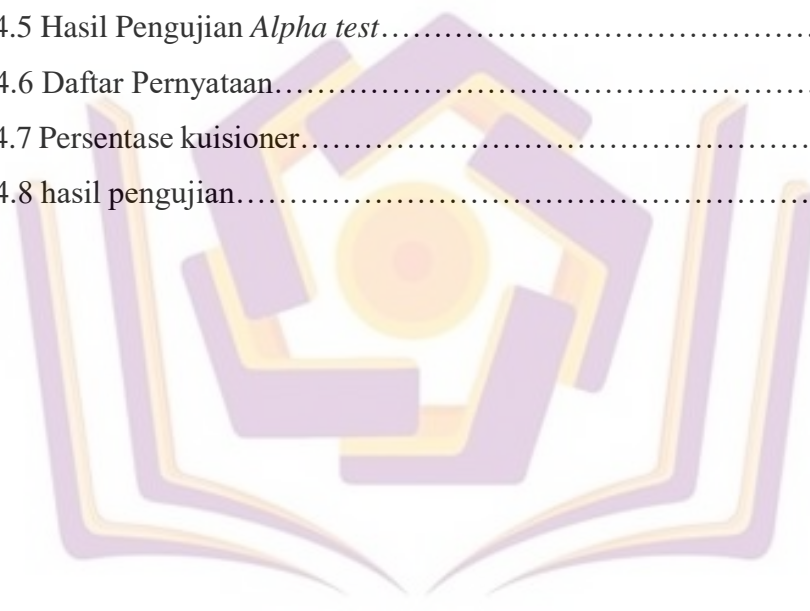 4.5 Hasil Pengujian Alpha test……………………………………
4.6 Daftar Pernyataan………………………………………………
4.7 Persentase kuisioner……………………………………………
4.8 hasil pengujian……………………………………………………